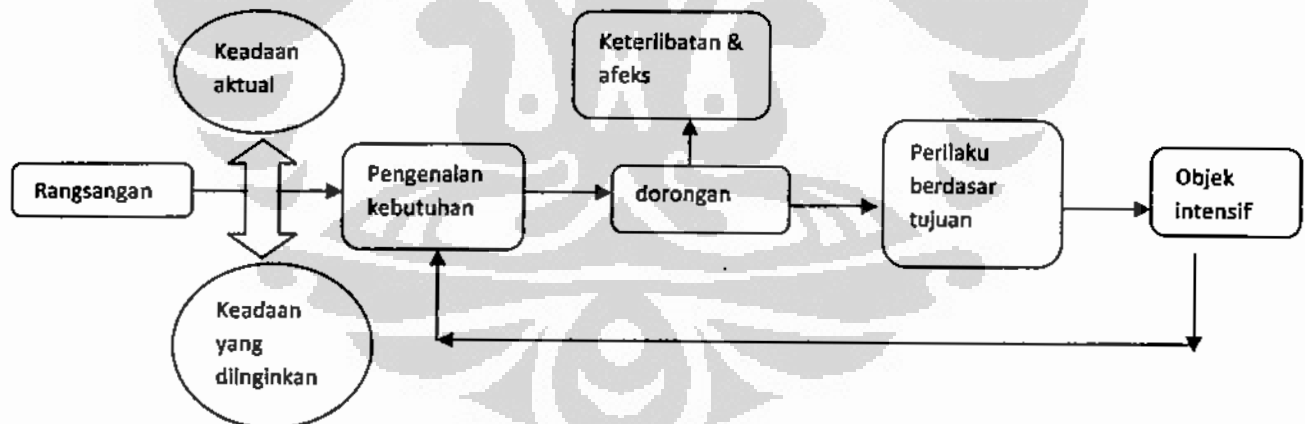 Keadaan
aktual
Rangsangan
Keadaan
yang
diinginkan
Pengenalan
kebutuhan
Keterlibatan &
afeks
dorongan
Perilaku
berdasar
tujuan
Objek
intensif